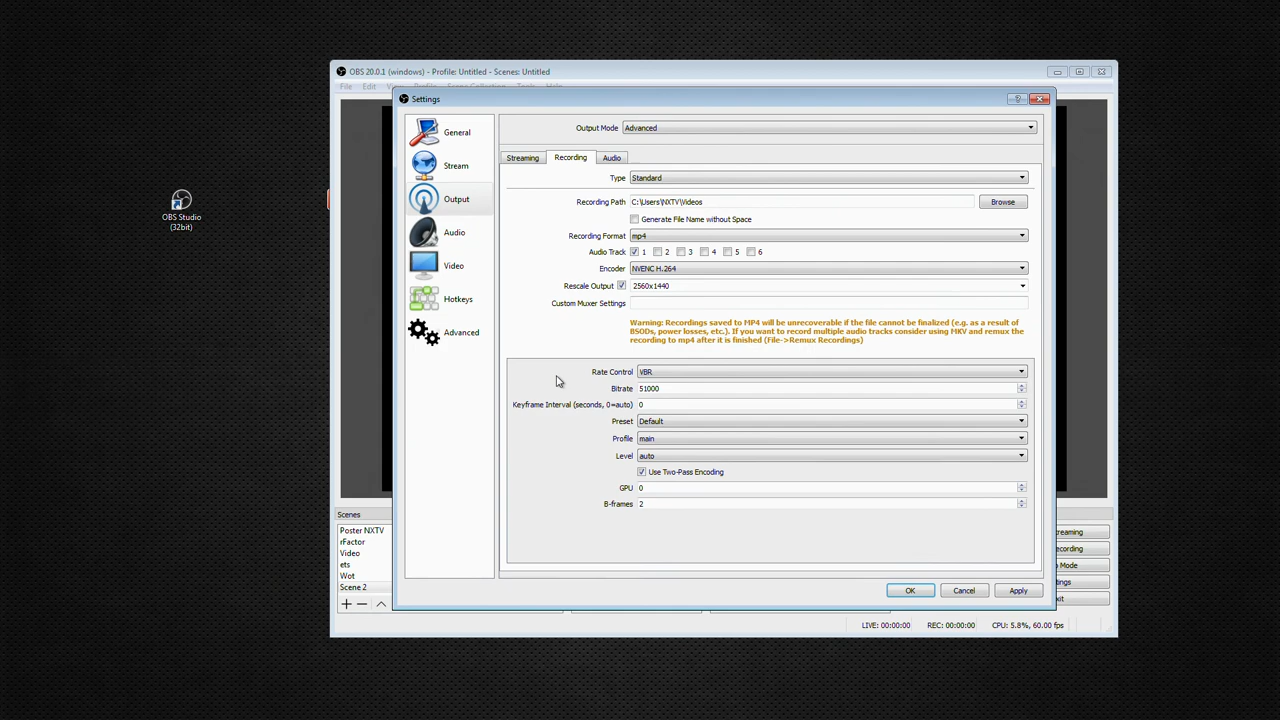 OBS 20.0.1 (windows) - Profile: Untitled - Scenes: Untitled
File Edit
Settings
General
Stream
Output
Audio
Video
Hotkeys
Advanced
Output Mode Advanced
Streaming Recording Audio
Type Standard
Recording Path C:\Users\NXTV\Videos Browse
Generate File Name without Space
Recording Format mp4
Audio Track 1 2 3 4 5 6
Encoder NVENC H.264
Rescale Output 2560x1440
Custom Muxer Settings
Warning: Recordings saved to MP4 will be unrecoverable if the file cannot be finalized (e.g. as a result of
BSODs, power losses, etc.). If you want to record multiple audio tracks consider using MKV and remux the
recording to mp4 after it is finished (File->Remux Recordings)
Rate Control VBR
Bitrate 51000
Keyframe Interval (seconds, 0=auto) 0
Preset Default
Profile main
Level auto
Use Two-Pass Encoding
GPU 0
B-frames 2
OK Cancel Apply
OBS Studio
(32bit)
Scenes
Poster NXTV
rFactor
Video
ets
Wot
Scene 2
reaming
ecording
o Mode
tings
xit
LIVE: 00:00:00 REC: 00:00:00 CPU: 5.8%, 60.00 fps